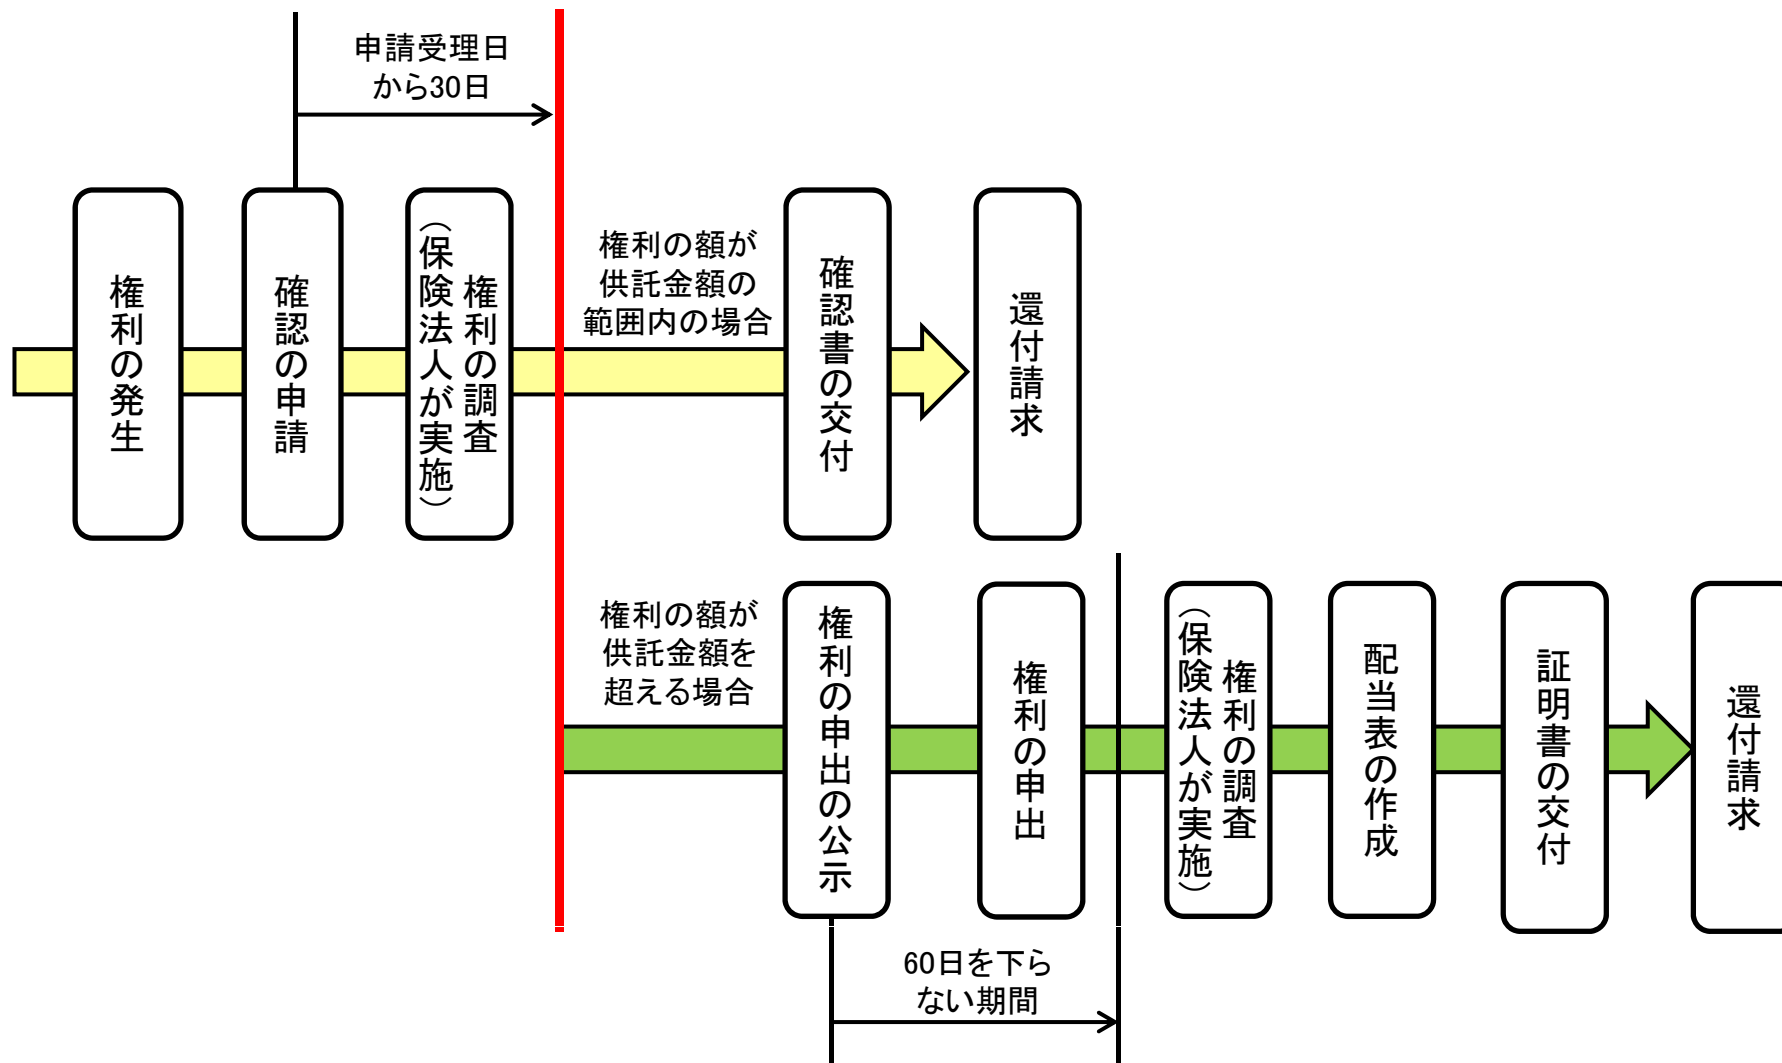 申請受理日
から30日
権利の発生
確認の申請
権利の調査
（保険法人が実施）
権利の額が
供託金額の
範囲内の場合
確認書の交付
還付請求
権利の額が
供託金額を
超える場合
権利の申出の公示
権利の申出
権利の調査
（保険法人が実施）
配当表の作成
証明書の交付
還付請求
60日を下ら
ない期間